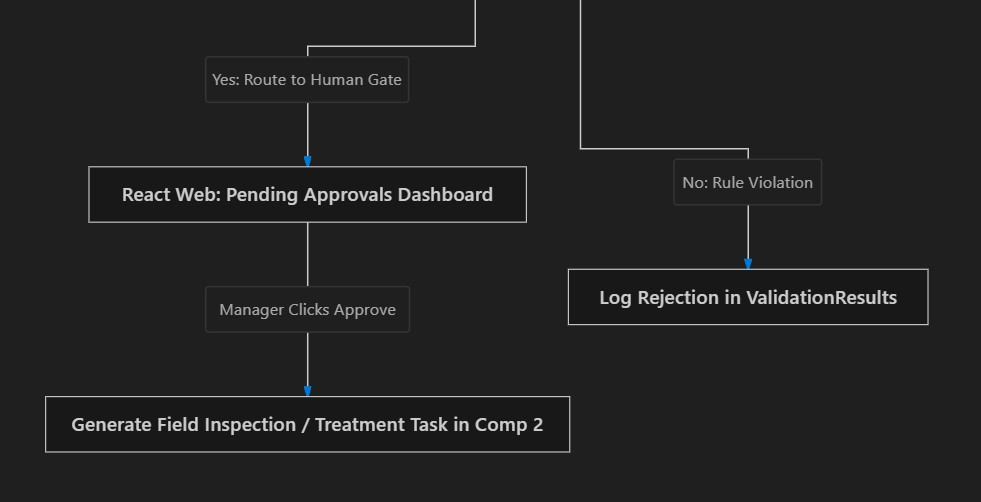 Yes: Route to Human Gate
No: Rule Violation
React Web: Pending Approvals Dashboard
Log Rejection in ValidationResults
Manager Clicks Approve
Generate Field Inspection / Treatment Task in Comp 2